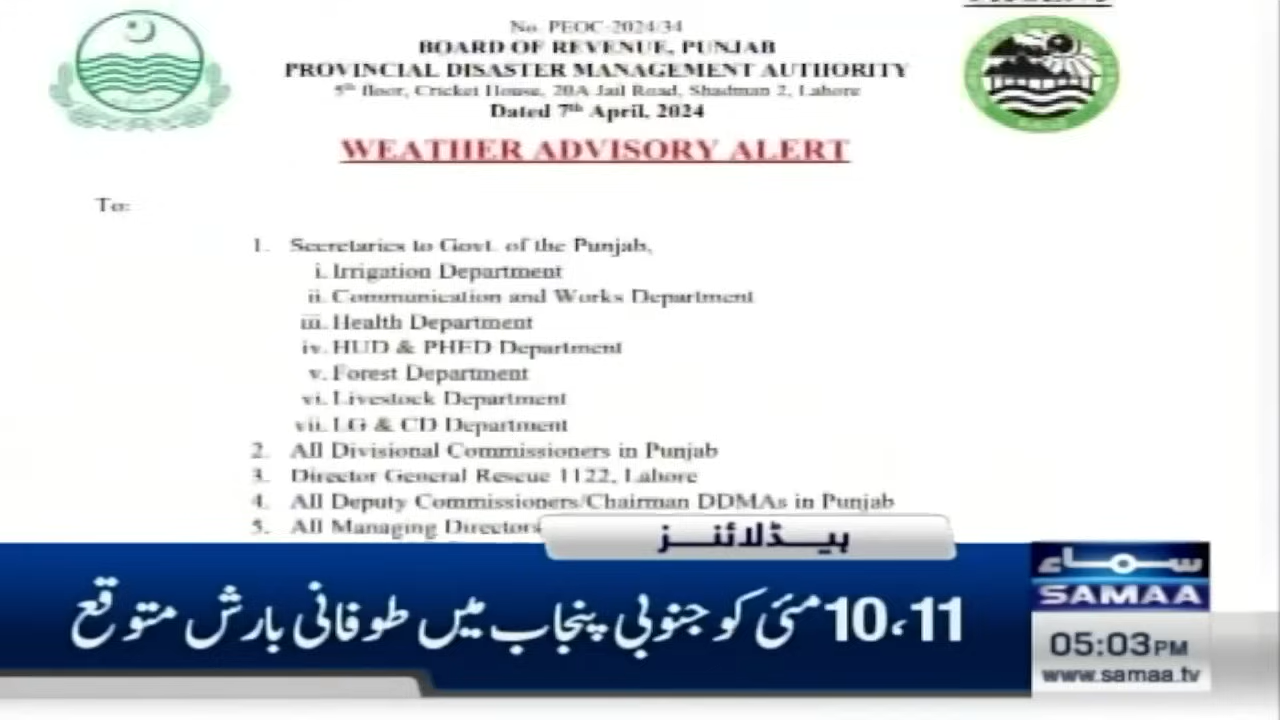 No. PEOC-2024/34
BOARD OF REVENUE, PUNJAB
PROVINCIAL DISASTER MANAGEMENT AUTHORITY
5th floor, Cricket House, 20A Jail Road, Shadman 2, Lahore
Dated 7th April, 2024
WEATHER ADVISORY ALERT
To:
1. Secretaries to Govt. of the Punjab,
i. Irrigation Department
ii. Communication and Works Department
iii. Health Department
iv. HUD & PHED Department
v. Forest Department
vi. Livestock Department
vii. LG & CD Department
2. All Divisional Commissioners in Punjab
3. Director General Rescue 1122, Lahore
4. All Deputy Commissioners/Chairman DDMAs in Punjab
5. All Managing Directors
ہیڈلائنز
10،11 مئی کو جنوبی پنجاب میں طوفانی بارش متوقع
سماء
SAMAA
05:03 PM
www.samaa.tv